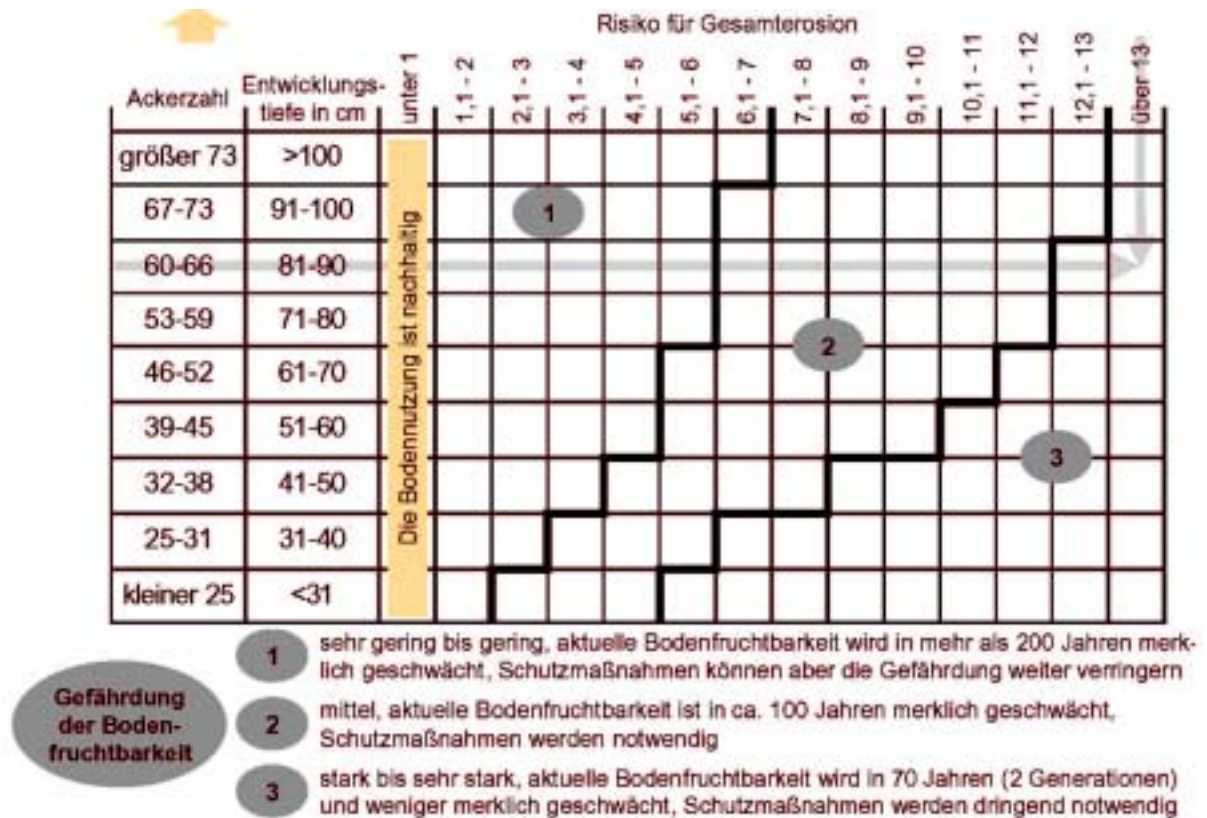 Risiko für Gesamterosion
Ackerzahl
Entwicklungs-
tiefe in cm
unter 1
1,1 - 2
2,1 - 3
3,1 - 4
4,1 - 5
5,1 - 6
6,1 - 7
7,1 - 8
8,1 - 9
9,1 - 10
10,1 - 11
11,1 - 12
12,1 - 13
über 13
größer 73 >100
67-73 91-100
60-66 81-90
53-59 71-80
46-52 61-70
39-45 51-60
32-38 41-50
25-31 31-40
kleiner 25 <31
Die Bodennutzung ist nachhaltig
1
2
3
Gefährdung
der Boden-
fruchtbarkeit
1 sehr gering bis gering, aktuelle Bodenfruchtbarkeit wird in mehr als 200 Jahren merk-
lich geschwächt, Schutzmaßnahmen können aber die Gefährdung weiter verringern
2 mittel, aktuelle Bodenfruchtbarkeit ist in ca. 100 Jahren merklich geschwächt,
Schutzmaßnahmen werden notwendig
3 stark bis sehr stark, aktuelle Bodenfruchtbarkeit wird in 70 Jahren (2 Generationen)
und weniger merklich geschwächt, Schutzmaßnahmen werden dringend notwendig